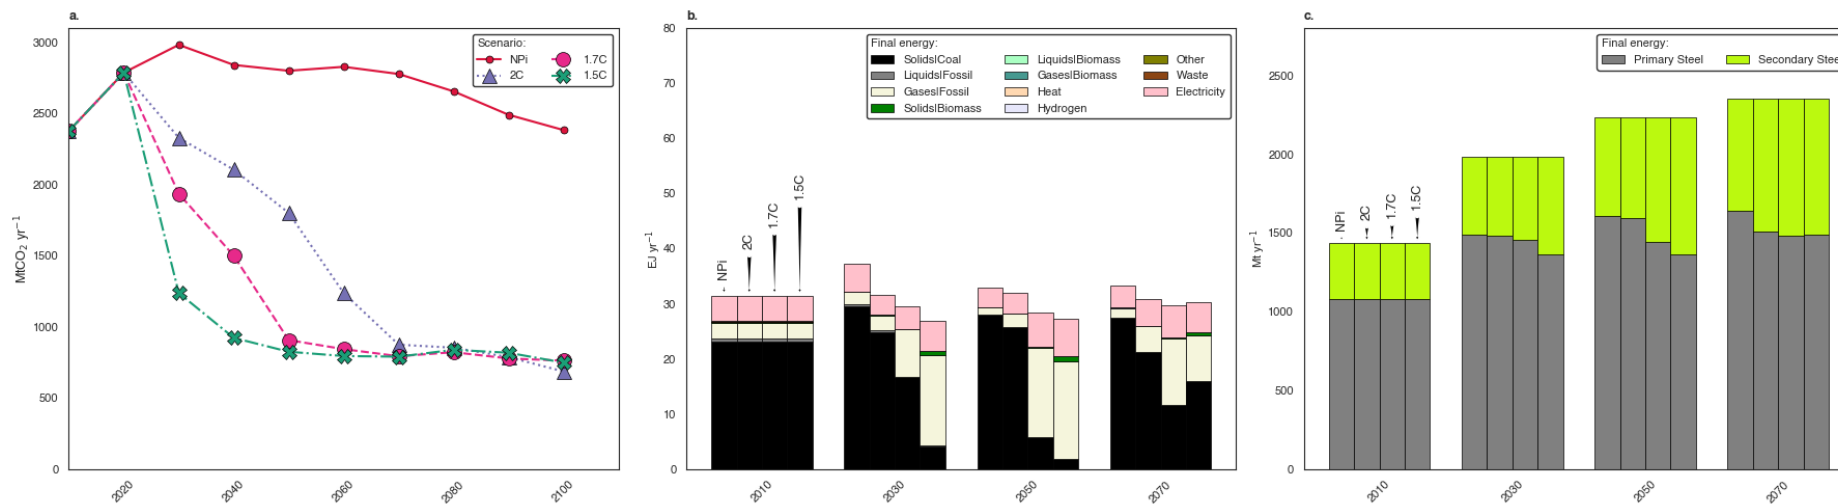 a.
MtCO2 yr−1
3000
2500
2000
1500
1000
500
0
2020
2040
2060
2080
2100
Scenario:
NPi
2C
1.7C
1.5C
b.
EJ yr−1
80
70
60
50
40
30
20
10
0
Final energy:
Solids|Coal
Liquids|Fossil
Gases|Fossil
Solids|Biomass
Liquids|Biomass
Gases|Biomass
Heat
Hydrogen
Other
Waste
Electricity
NPi
2C
1.7C
1.5C
2010
2030
2050
2070
c.
Mt yr−1
2500
2000
1500
1000
500
0
Final energy:
Primary Steel
Secondary Stee
NPi
2C
1.7C
1.5C
2010
2030
2050
2070